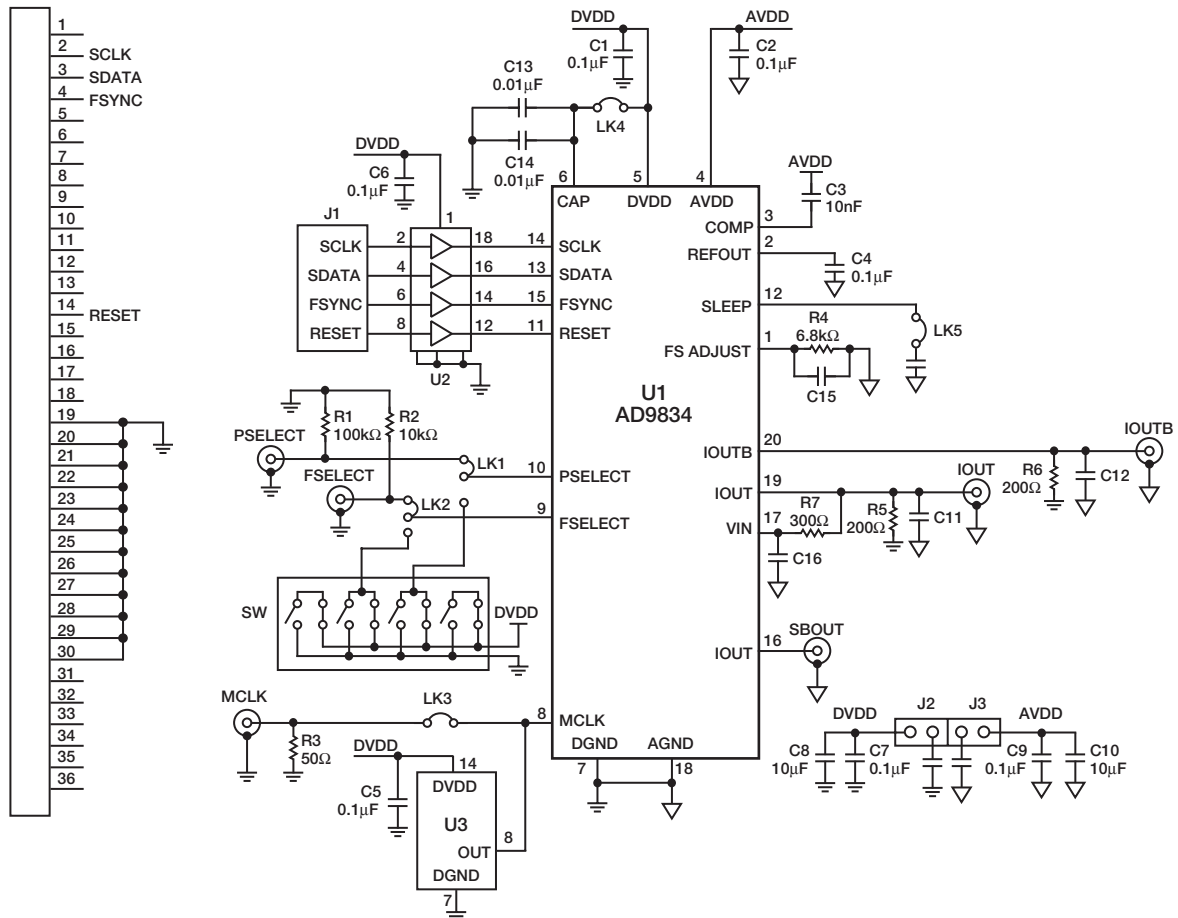 1
2 SCLK
3 SDATA
4 FSYNC
5
6
7
8
9
10
11
12
13
14 RESET
15
16
17
18
19
20
21
22
23
24
25
26
27
28
29
30
31
32
33
34
35
36
DVDD
C1
0.1μF
AVDD
C2
0.1μF
C13
0.01μF
LK4
C14
0.01μF
DVDD
C6
0.1μF
J1
SCLK
SDATA
FSYNC
RESET
1
2
4
6
8
18
16
14
12
U2
6
5
4
CAP
DVDD
AVDD
14 SCLK
13 SDATA
15 FSYNC
11 RESET
10 PSELECT
9 FSELECT
8 MCLK
U1
AD9834
COMP 3
REFOUT 2
SLEEP 12
FS ADJUST 1
IOUTB 20
IOUT 19
VIN 17
IOUT 16
DGND
AGND
7
18
AVDD
C3
10nF
C4
0.1μF
LK5
R4
6.8kΩ
C15
R1
100kΩ
R2
10kΩ
PSELECT
FSELECT
LK1
LK2
SW
DVDD
IOUTB
R6
200Ω
C12
IOUT
R7
300Ω
R5
200Ω
C11
C16
SBOUT
MCLK
R3
50Ω
LK3
DVDD
C5
0.1μF
14
DVDD
U3
OUT
8
DGND
7
DVDD
J2
J3
AVDD
C8
10μF
C7
0.1μF
C9
0.1μF
C10
10μF